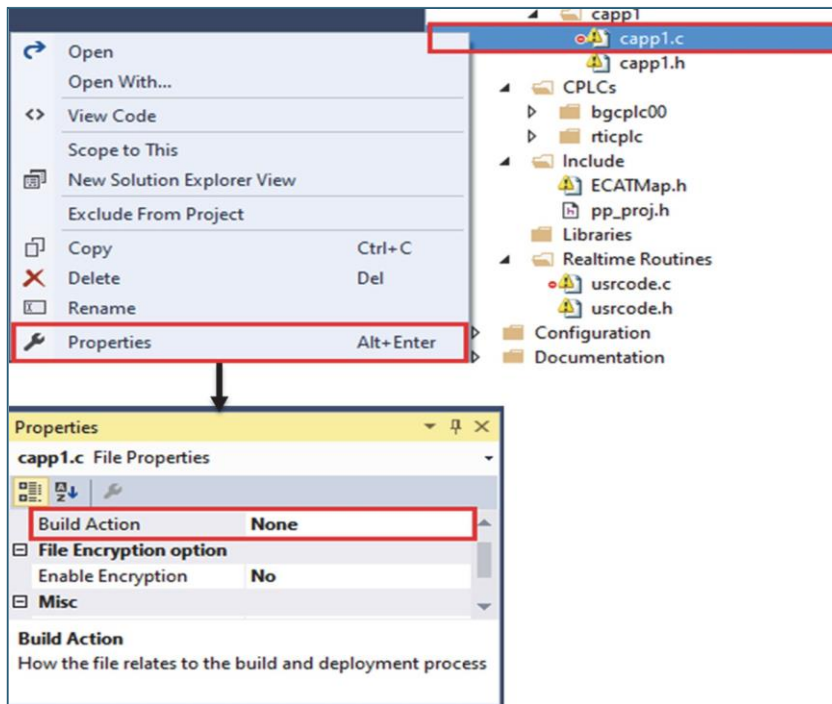 Open
Open With...
View Code
Scope to This
New Solution Explorer View
Exclude From Project
Copy Ctrl+C
Delete Del
Rename
Properties Alt+Enter
capp1
capp1.c
capp1.h
CPLCs
bgcplc00
rticplc
Include
ECATMap.h
pp_proj.h
Libraries
Realtime Routines
usrcode.c
usrcode.h
Configuration
Documentation
Properties
capp1.c File Properties
Build Action None
File Encryption option
Enable Encryption No
Misc
Build Action
How the file relates to the build and deployment process